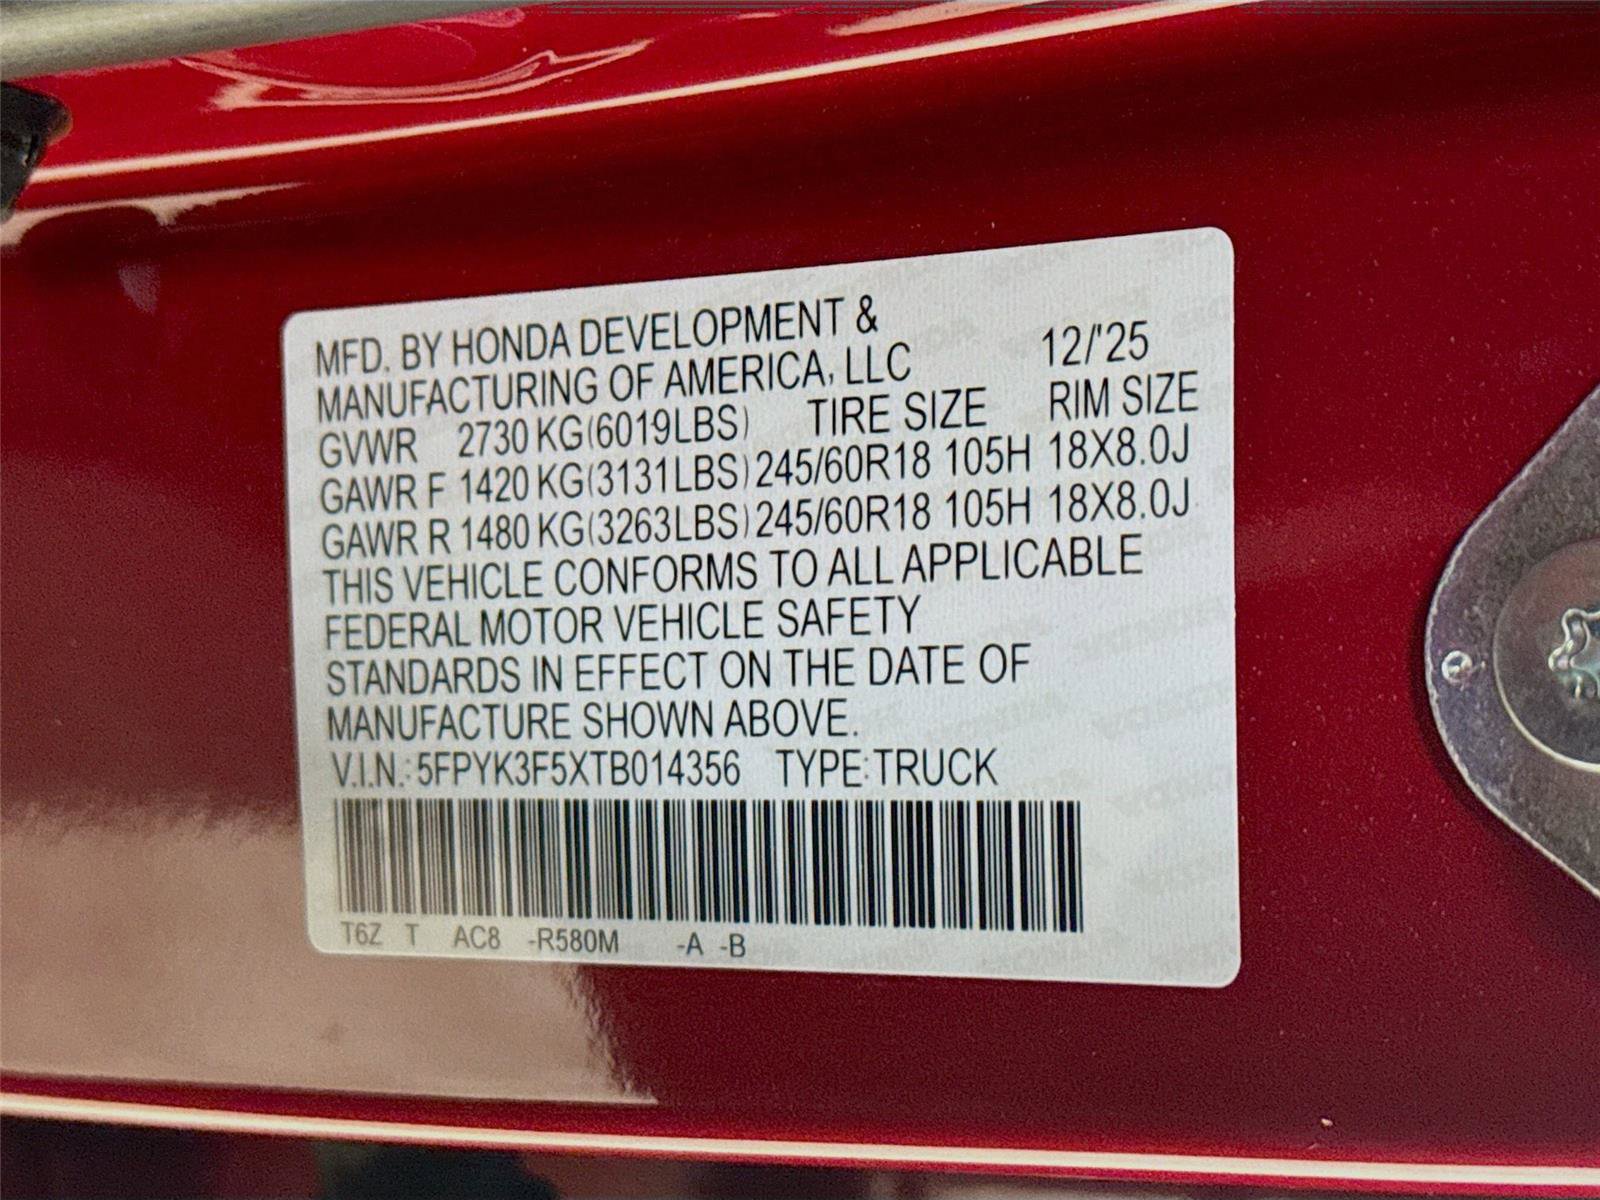 MFD. BY HONDA DEVELOPMENT &
MANUFACTURING OF AMERICA, LLC 12/'25
GVWR 2730 KG(6019LBS) TIRE SIZE RIM SIZE
GAWR F 1420 KG(3131LBS) 245/60R18 105H 18X8.0J
GAWR R 1480 KG(3263LBS) 245/60R18 105H 18X8.0J
THIS VEHICLE CONFORMS TO ALL APPLICABLE
FEDERAL MOTOR VEHICLE SAFETY
STANDARDS IN EFFECT ON THE DATE OF
MANUFACTURE SHOWN ABOVE.
V.I.N.: 5FPYK3F5XTB014356 TYPE: TRUCK
T6Z T AC8 -R580M -A -B